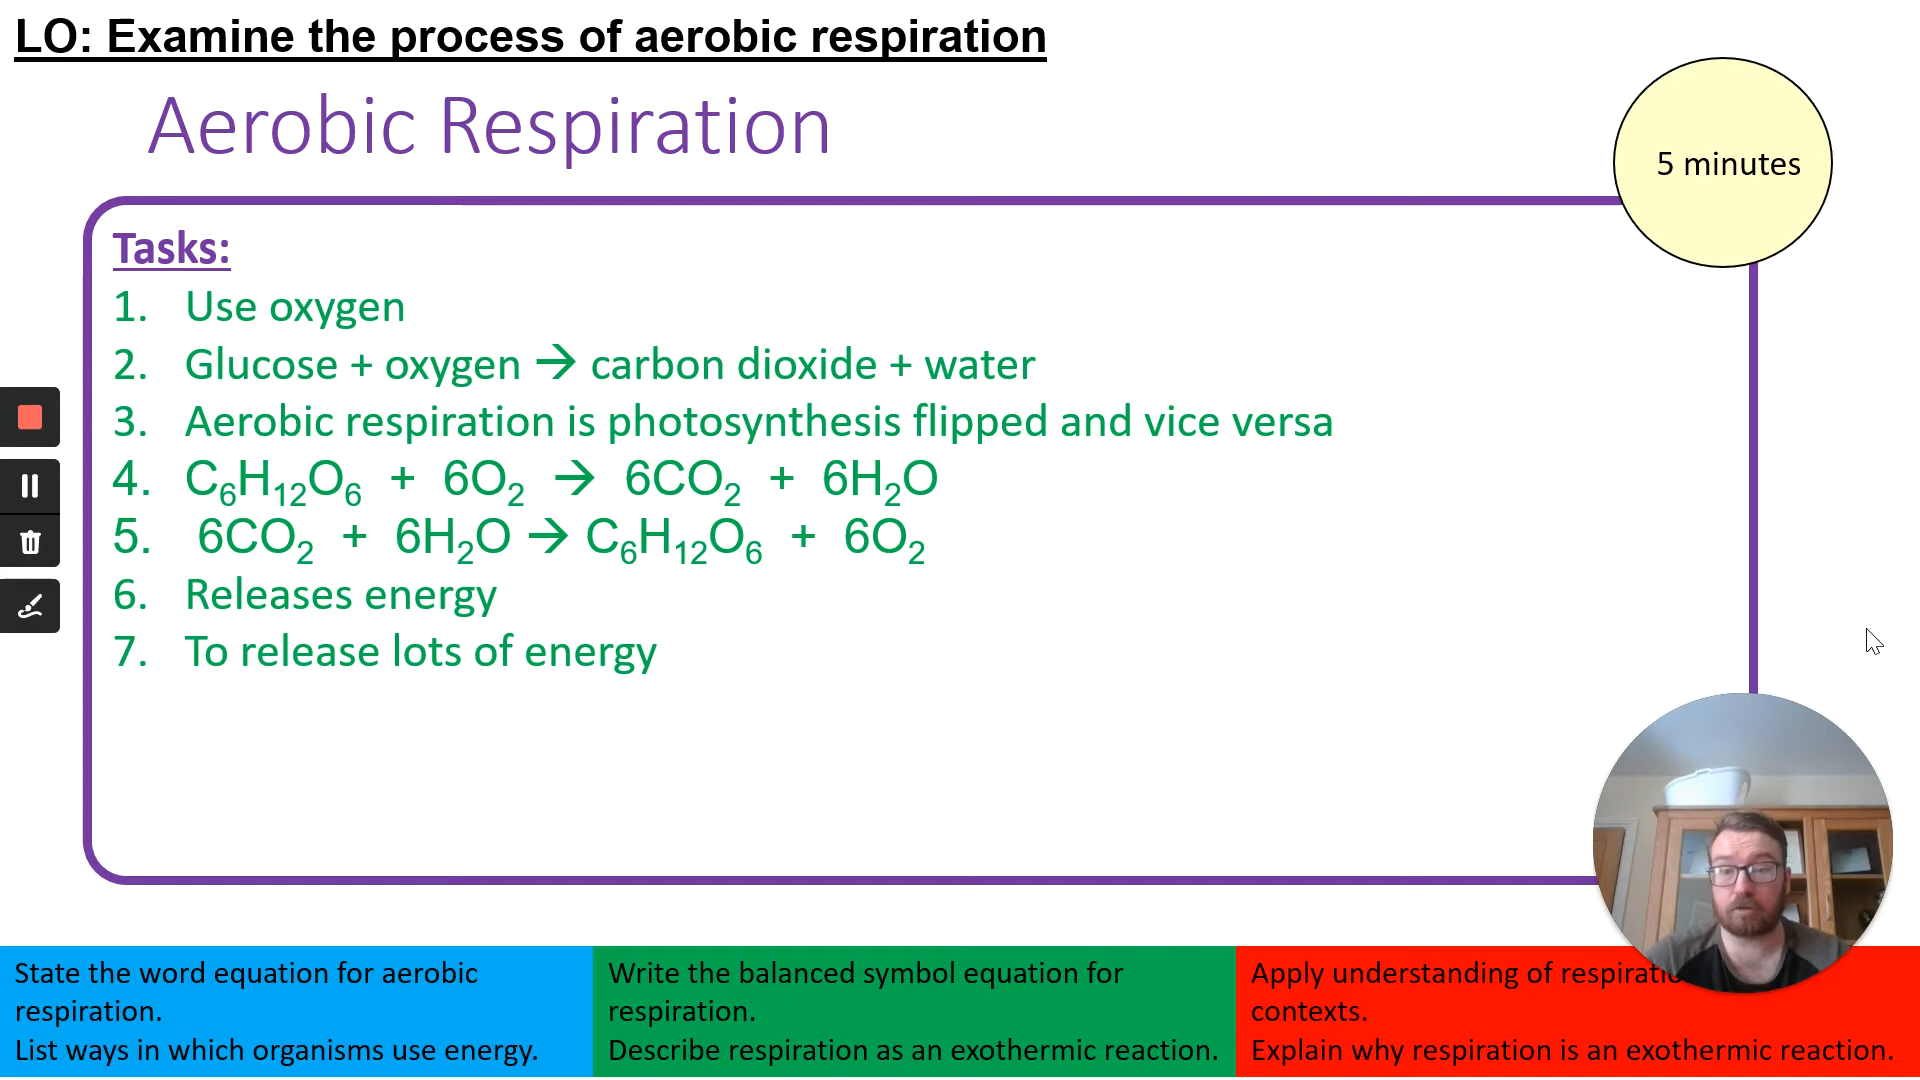 LO: Examine the process of aerobic respiration
Aerobic Respiration
5 minutes
Tasks:
1. Use oxygen
2. Glucose + oxygen → carbon dioxide + water
3. Aerobic respiration is photosynthesis flipped and vice versa
4. C₆H₁₂O₆ + 6O₂ → 6CO₂ + 6H₂O
5. 6CO₂ + 6H₂O → C₆H₁₂O₆ + 6O₂
6. Releases energy
7. To release lots of energy
State the word equation for aerobic
respiration.
List ways in which organisms use energy.
Write the balanced symbol equation for
respiration.
Describe respiration as an exothermic reaction.
Apply understanding of
contexts.
Explain why respiration is an exothermic reaction.